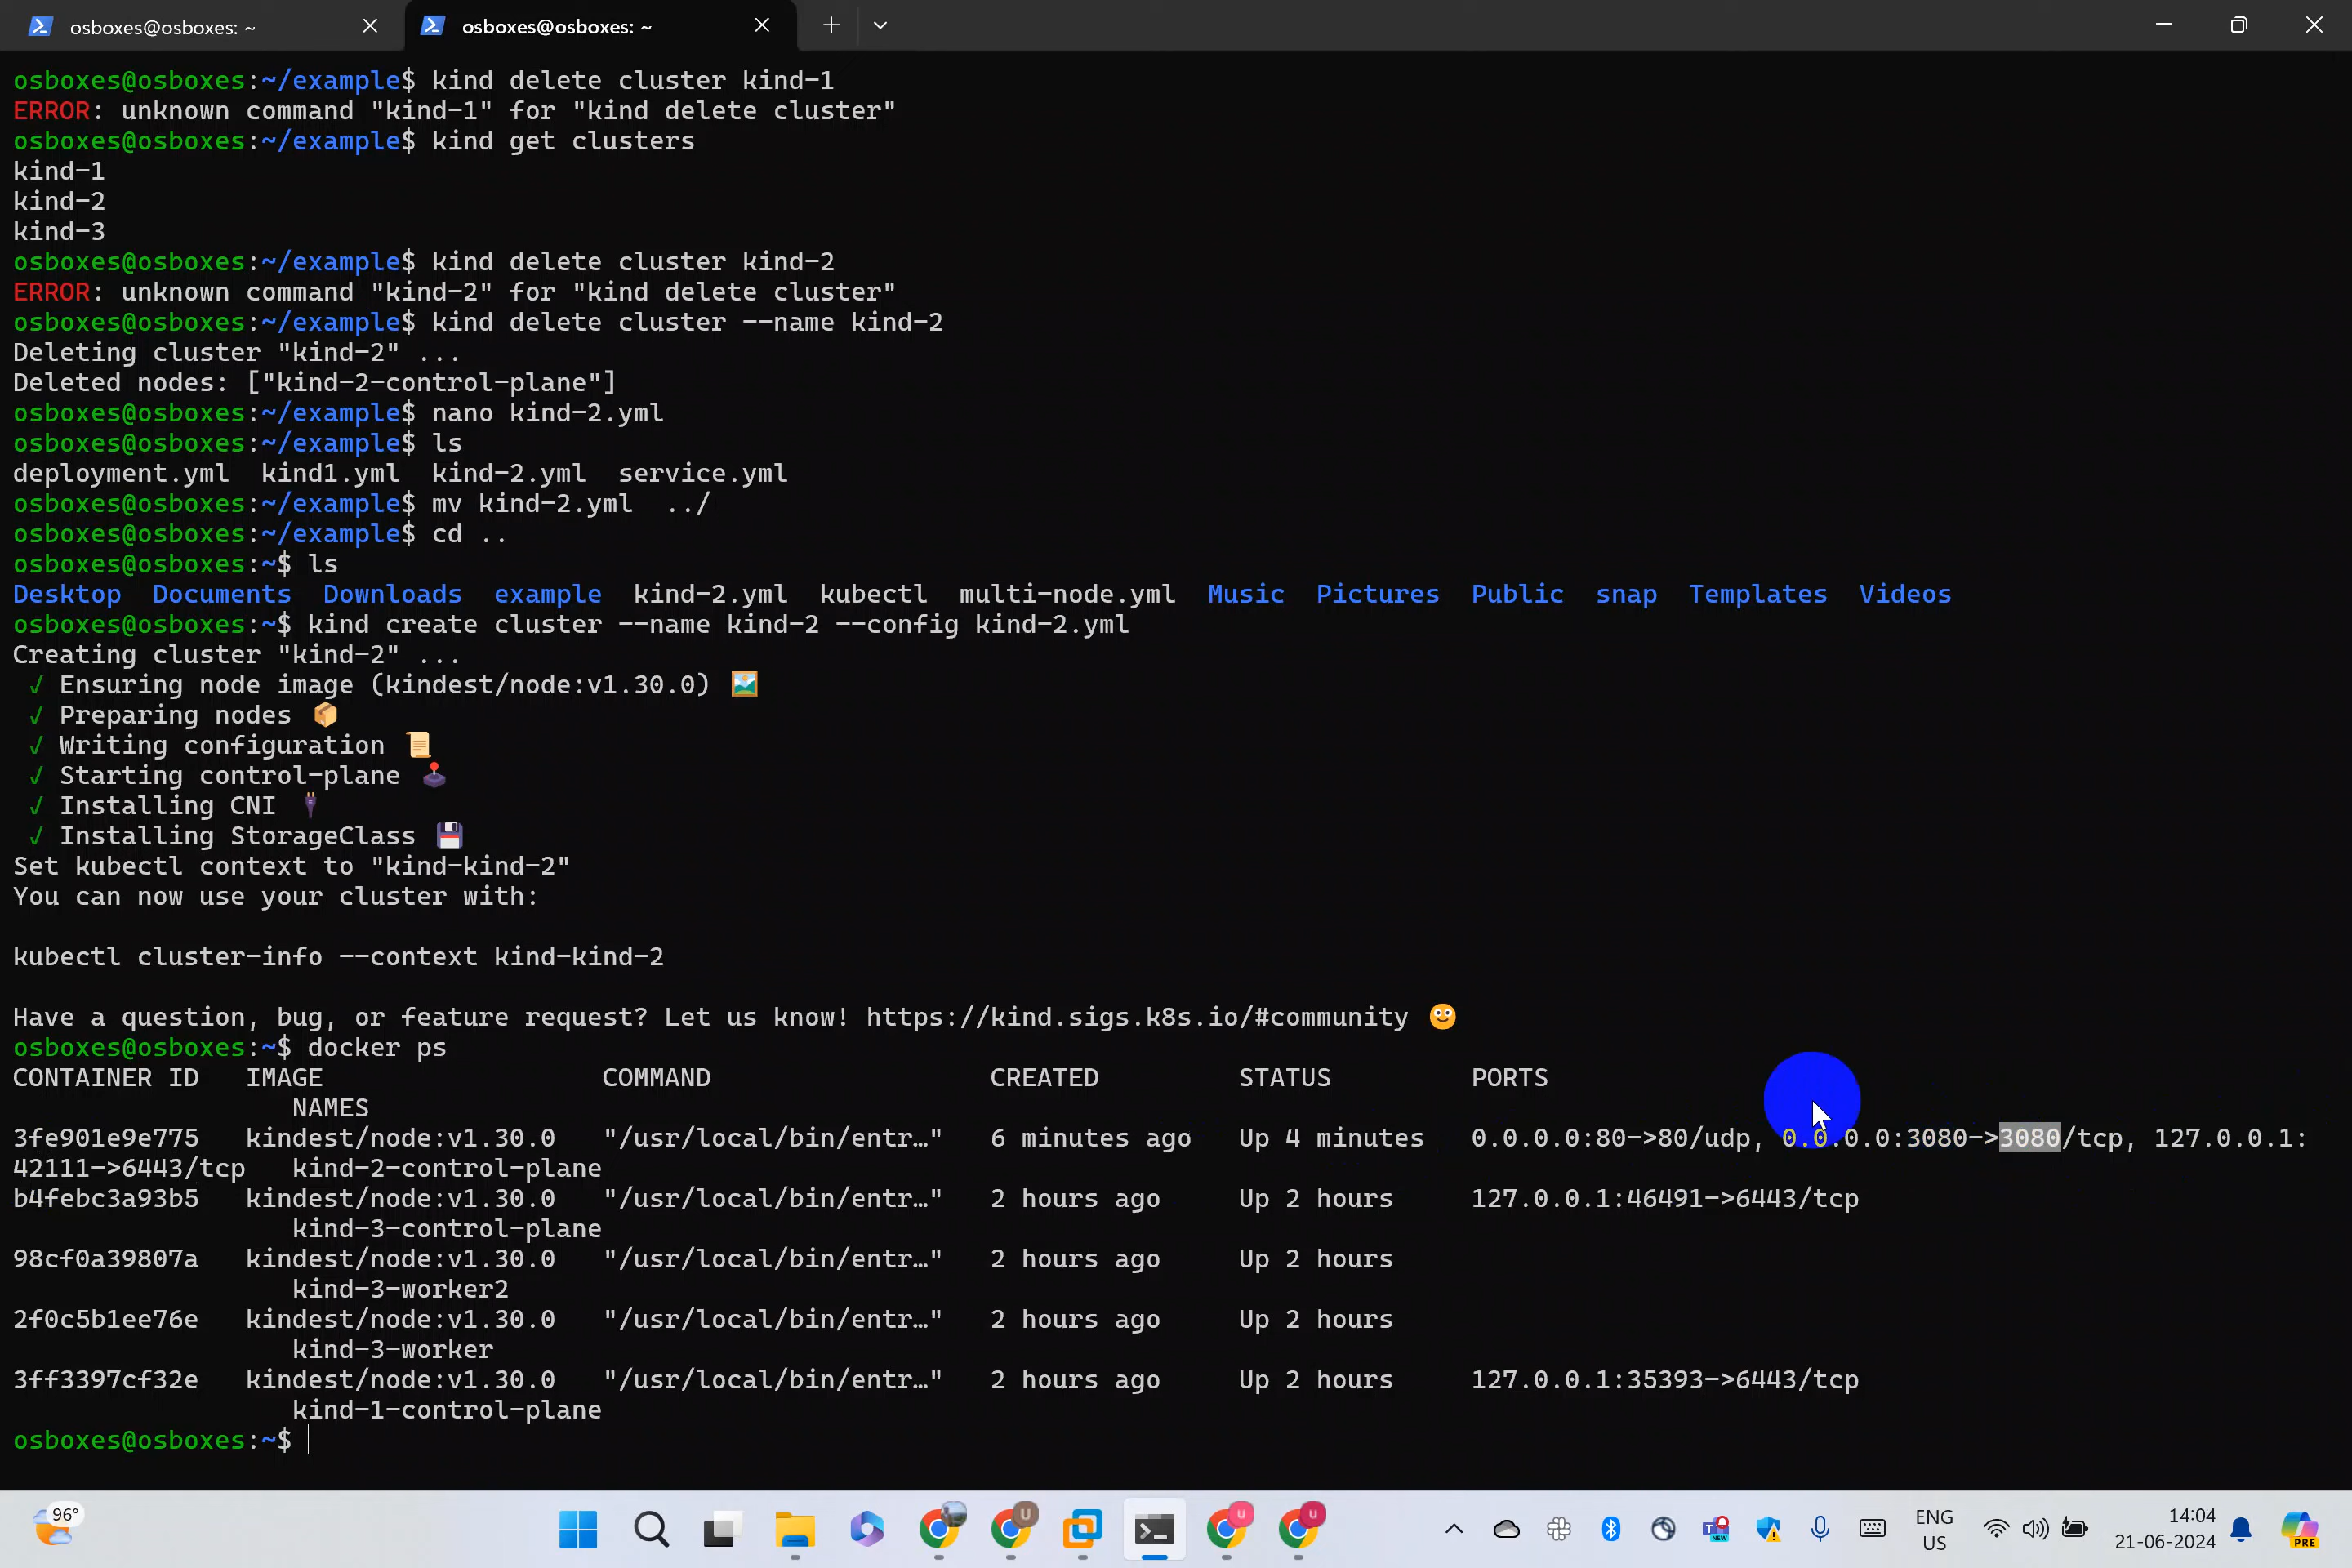 osboxes@osboxes: ~
osboxes@osboxes: ~
osboxes@osboxes:~/example$ kind delete cluster kind-1
ERROR: unknown command "kind-1" for "kind delete cluster"
osboxes@osboxes:~/example$ kind get clusters
kind-1
kind-2
kind-3
osboxes@osboxes:~/example$ kind delete cluster kind-2
ERROR: unknown command "kind-2" for "kind delete cluster"
osboxes@osboxes:~/example$ kind delete cluster --name kind-2
Deleting cluster "kind-2" ...
Deleted nodes: ["kind-2-control-plane"]
osboxes@osboxes:~/example$ nano kind-2.yml
osboxes@osboxes:~/example$ ls
deployment.yml  kind1.yml  kind-2.yml  service.yml
osboxes@osboxes:~/example$ mv kind-2.yml  ../
osboxes@osboxes:~/example$ cd ..
osboxes@osboxes:~$ ls
Desktop  Documents  Downloads  example  kind-2.yml  kubectl  multi-node.yml  Music  Pictures  Public  snap  Templates  Videos
osboxes@osboxes:~$ kind create cluster --name kind-2 --config kind-2.yml
Creating cluster "kind-2" ...
✓ Ensuring node image (kindest/node:v1.30.0) 🖼
✓ Preparing nodes 📦
✓ Writing configuration 📜
✓ Starting control-plane 🕹
✓ Installing CNI 🔌
✓ Installing StorageClass 💾
Set kubectl context to "kind-kind-2"
You can now use your cluster with:
kubectl cluster-info --context kind-kind-2
Have a question, bug, or feature request? Let us know! https://kind.sigs.k8s.io/#community 🙂
osboxes@osboxes:~$ docker ps
CONTAINER ID   IMAGE                  COMMAND                  CREATED         STATUS         PORTS
NAMES
3fe901e9e775   kindest/node:v1.30.0   "/usr/local/bin/entr…"   6 minutes ago   Up 4 minutes   0.0.0.0:80->80/udp, 0.0.0.0:3080->3080/tcp, 127.0.0.1:
42111->6443/tcp   kind-2-control-plane
b4febc3a93b5   kindest/node:v1.30.0   "/usr/local/bin/entr…"   2 hours ago     Up 2 hours     127.0.0.1:46491->6443/tcp
kind-3-control-plane
98cf0a39807a   kindest/node:v1.30.0   "/usr/local/bin/entr…"   2 hours ago     Up 2 hours
kind-3-worker2
2f0c5b1ee76e   kindest/node:v1.30.0   "/usr/local/bin/entr…"   2 hours ago     Up 2 hours
kind-3-worker
3ff3397cf32e   kindest/node:v1.30.0   "/usr/local/bin/entr…"   2 hours ago     Up 2 hours     127.0.0.1:35393->6443/tcp
kind-1-control-plane
osboxes@osboxes:~$
96°
U
u
u
NEW
ENG
US
14:04
21-06-2024
PRE